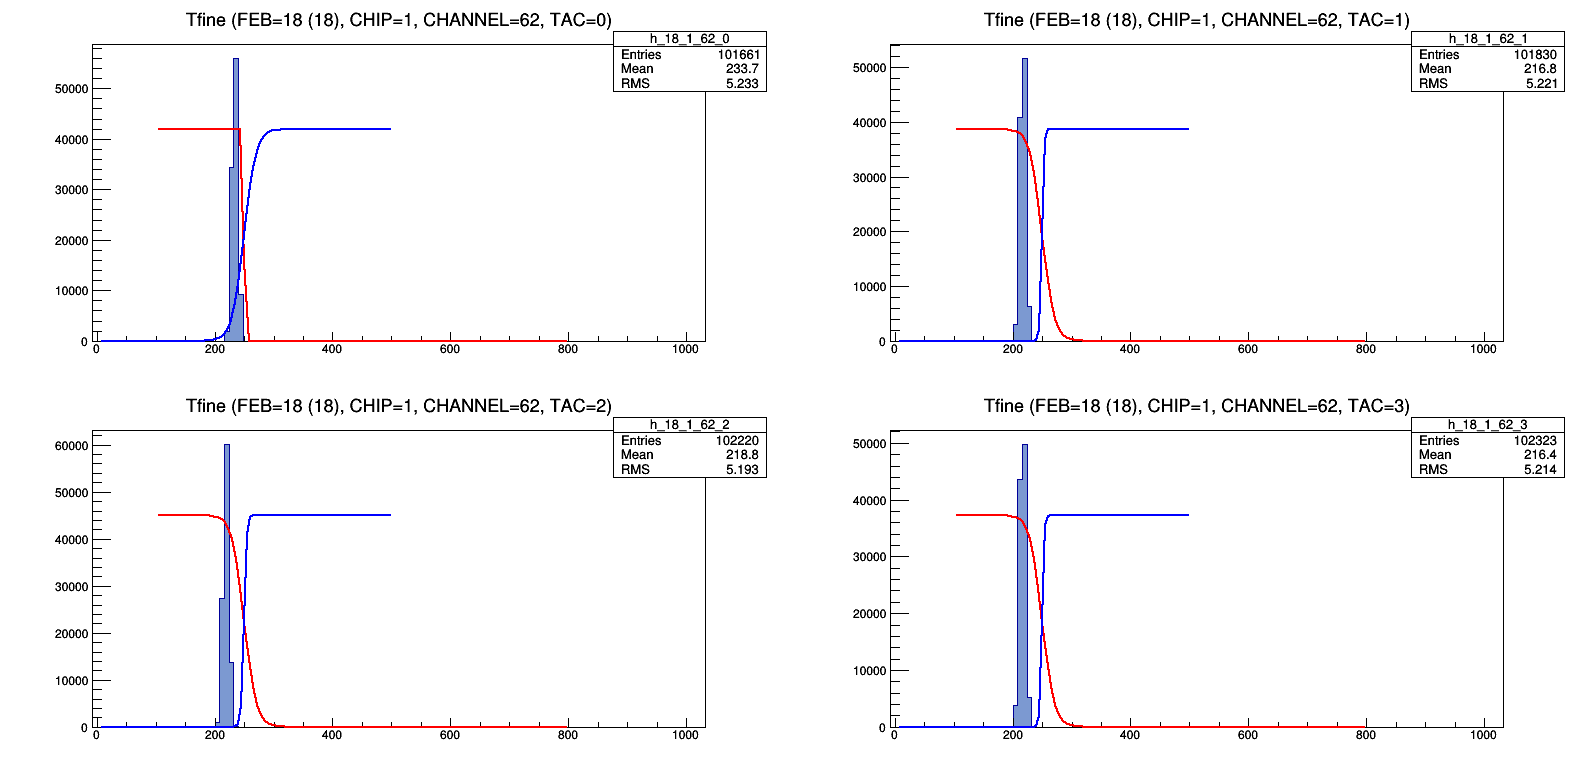 Tfine (FEB=18 (18), CHIP=1, CHANNEL=62, TAC=0)
h_18_1_62_0
Entries 101661
Mean 233.7
RMS 5.233
50000
40000
30000
20000
10000
0
0 200 400 600 800 1000
Tfine (FEB=18 (18), CHIP=1, CHANNEL=62, TAC=1)
h_18_1_62_1
Entries 101830
Mean 216.8
RMS 5.221
50000
40000
30000
20000
10000
0
0 200 400 600 800 1000
Tfine (FEB=18 (18), CHIP=1, CHANNEL=62, TAC=2)
h_18_1_62_2
Entries 102220
Mean 218.8
RMS 5.193
60000
50000
40000
30000
20000
10000
0
0 200 400 600 800 1000
Tfine (FEB=18 (18), CHIP=1, CHANNEL=62, TAC=3)
h_18_1_62_3
Entries 102323
Mean 216.4
RMS 5.214
50000
40000
30000
20000
10000
0
0 200 400 600 800 1000